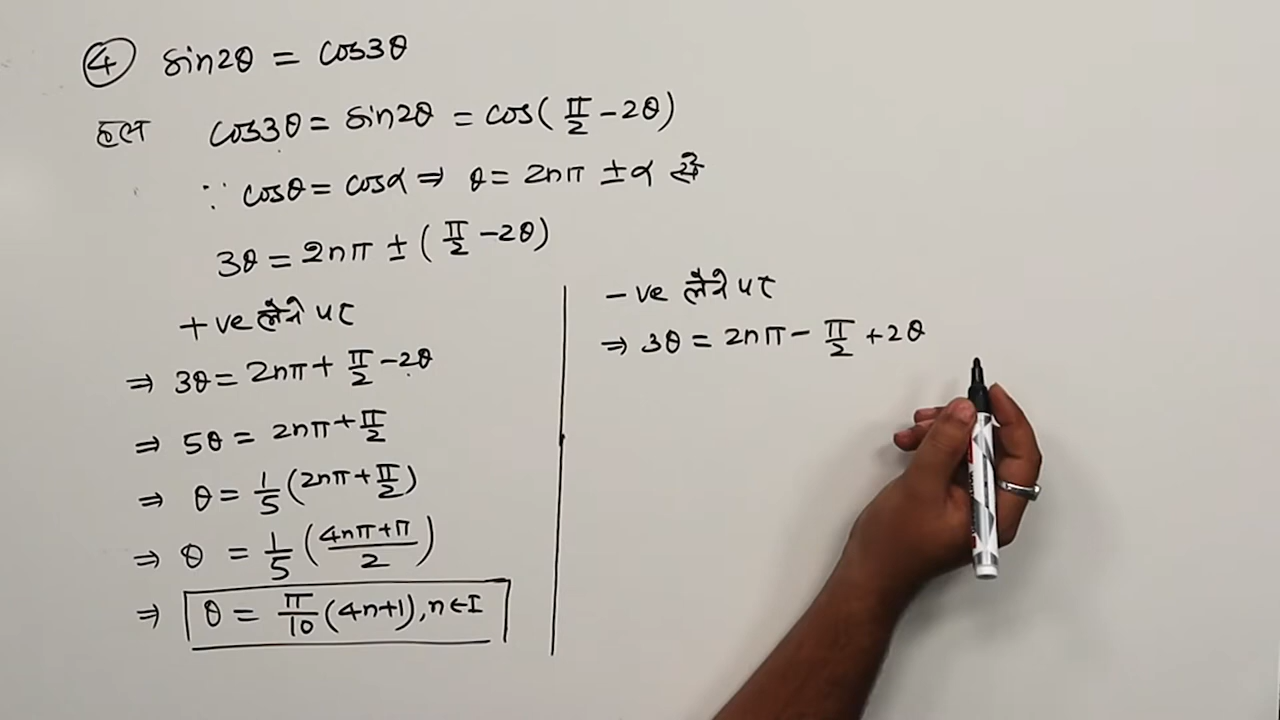 ④ sin2θ = cos3θ
हल cos3θ = sin2θ = cos(π/2 - 2θ)
∵ cosθ = cosα ⇒ θ = 2nπ ± α से
3θ = 2nπ ± (π/2 - 2θ)
+ve लेने पर
⇒ 3θ = 2nπ + π/2 - 2θ
⇒ 5θ = 2nπ + π/2
⇒ θ = 1/5 (2nπ + π/2)
⇒ θ = 1/5 ((4nπ + π)/2)
⇒ θ = π/10 (4n+1), n ∈ I
-ve लेने पर
⇒ 3θ = 2nπ - π/2 + 2θ